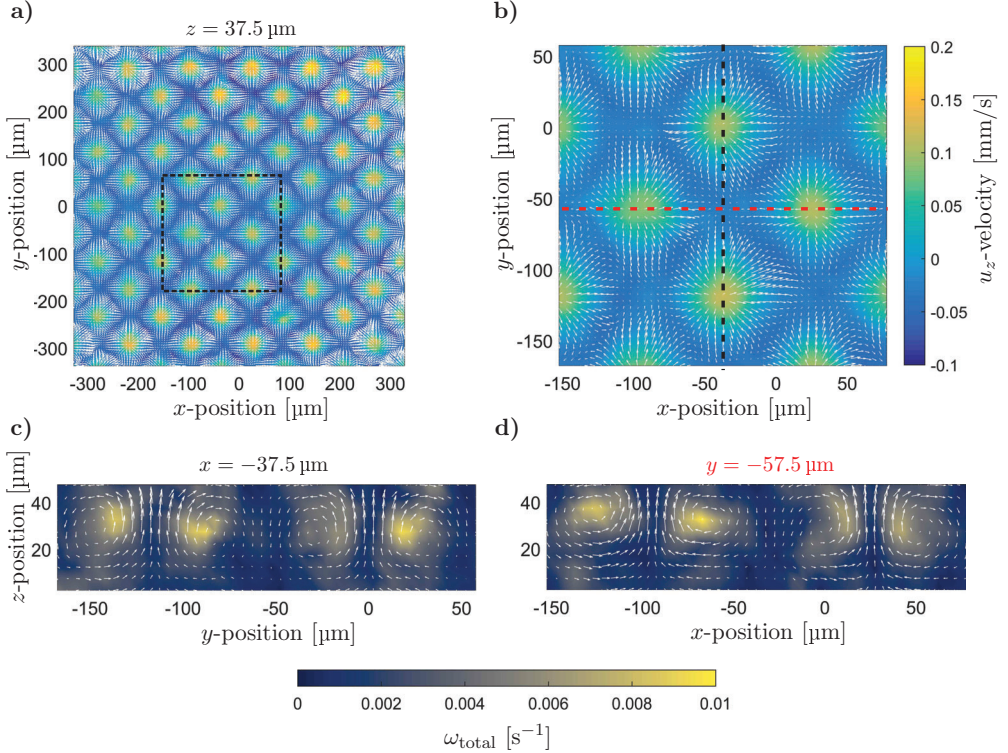 a)
z = 37.5 µm
300
200
100
0
-100
-200
-300
y-position [µm]
-300 -200 -100 0 100 200 300
x-position [µm]
b)
0
-50
-100
-150
y-position [µm]
-150 -100 -50 0 50
x-position [µm]
0.2
0.15
0.1
0.05
0
-0.05
-0.1
u_z-velocity [mm/s]
c)
x = −37.5 µm
40
20
z-position [µm]
-150 -100 -50 0 50
y-position [µm]
d)
y = −57.5 µm
40
20
-150 -100 -50 0 50
x-position [µm]
0 0.002 0.004 0.006 0.008 0.01
ω_total [s⁻¹]